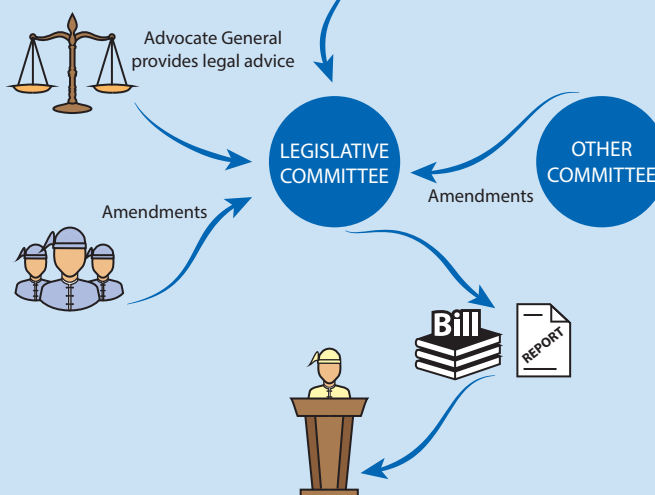 Advocate General
provides legal advice
LEGISLATIVE
COMMITTEE
OTHER
COMMITTEE
Amendments
Amendments
Bill
REPORT